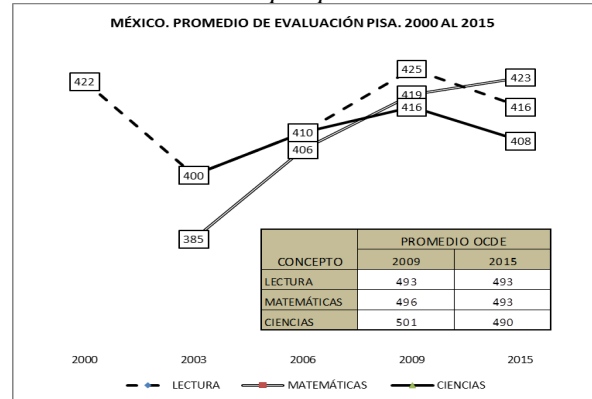 MÉXICO. PROMEDIO DE EVALUACIÓN PISA. 2000 AL 2015
422
400
385
410
406
425
419
416
423
416
408
PROMEDIO OCDE
CONCEPTO 2009 2015
LECTURA 493 493
MATEMÁTICAS 496 493
CIENCIAS 501 490
2000 2003 2006 2009 2015
LECTURA MATEMÁTICAS CIENCIAS